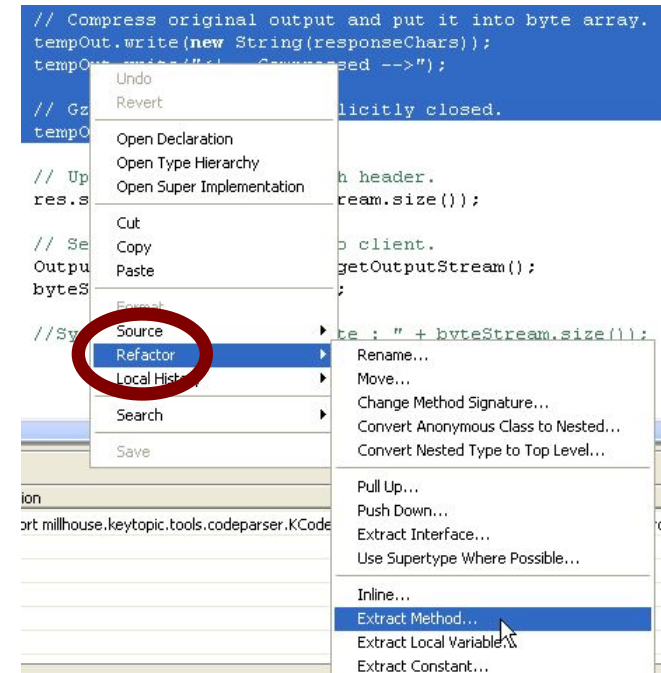 // Compress original output and put it into byte array.
tempOut.write(new String(responseChars));
tempOut.write("<!-- Compressed -->");
// Gz licitly closed.
tempO
// Up h header.
res.s ream.size());
// Se o client.
Outpu getOutputStream();
byteS ;
//Sy te : " + byteStream.size());
Undo
Revert
Open Declaration
Open Type Hierarchy
Open Super Implementation
Cut
Copy
Paste
Format
Source
Refactor
Local History
Search
Save
Rename...
Move...
Change Method Signature...
Convert Anonymous Class to Nested...
Convert Nested Type to Top Level...
Pull Up...
Push Down...
Extract Interface...
Use Supertype Where Possible...
Inline...
Extract Method...
Extract Local Variable...
Extract Constant...
ion
ort millhouse.keytopic.tools.codeparser.KCode